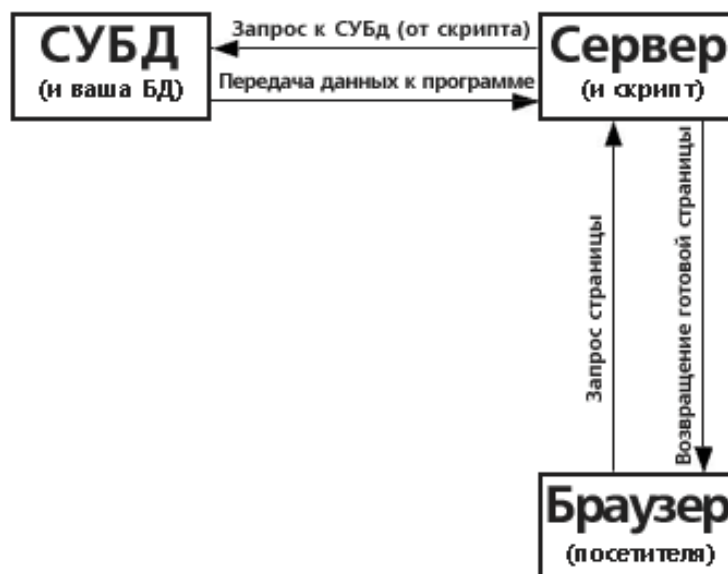 СУБД
(и ваша БД)
Запрос к СУБд (от скрипта)
Передача данных к программе
Сервер
(и скрипт)
Запрос страницы
Возвращение готовой страницы
Браузер
(посетителя)